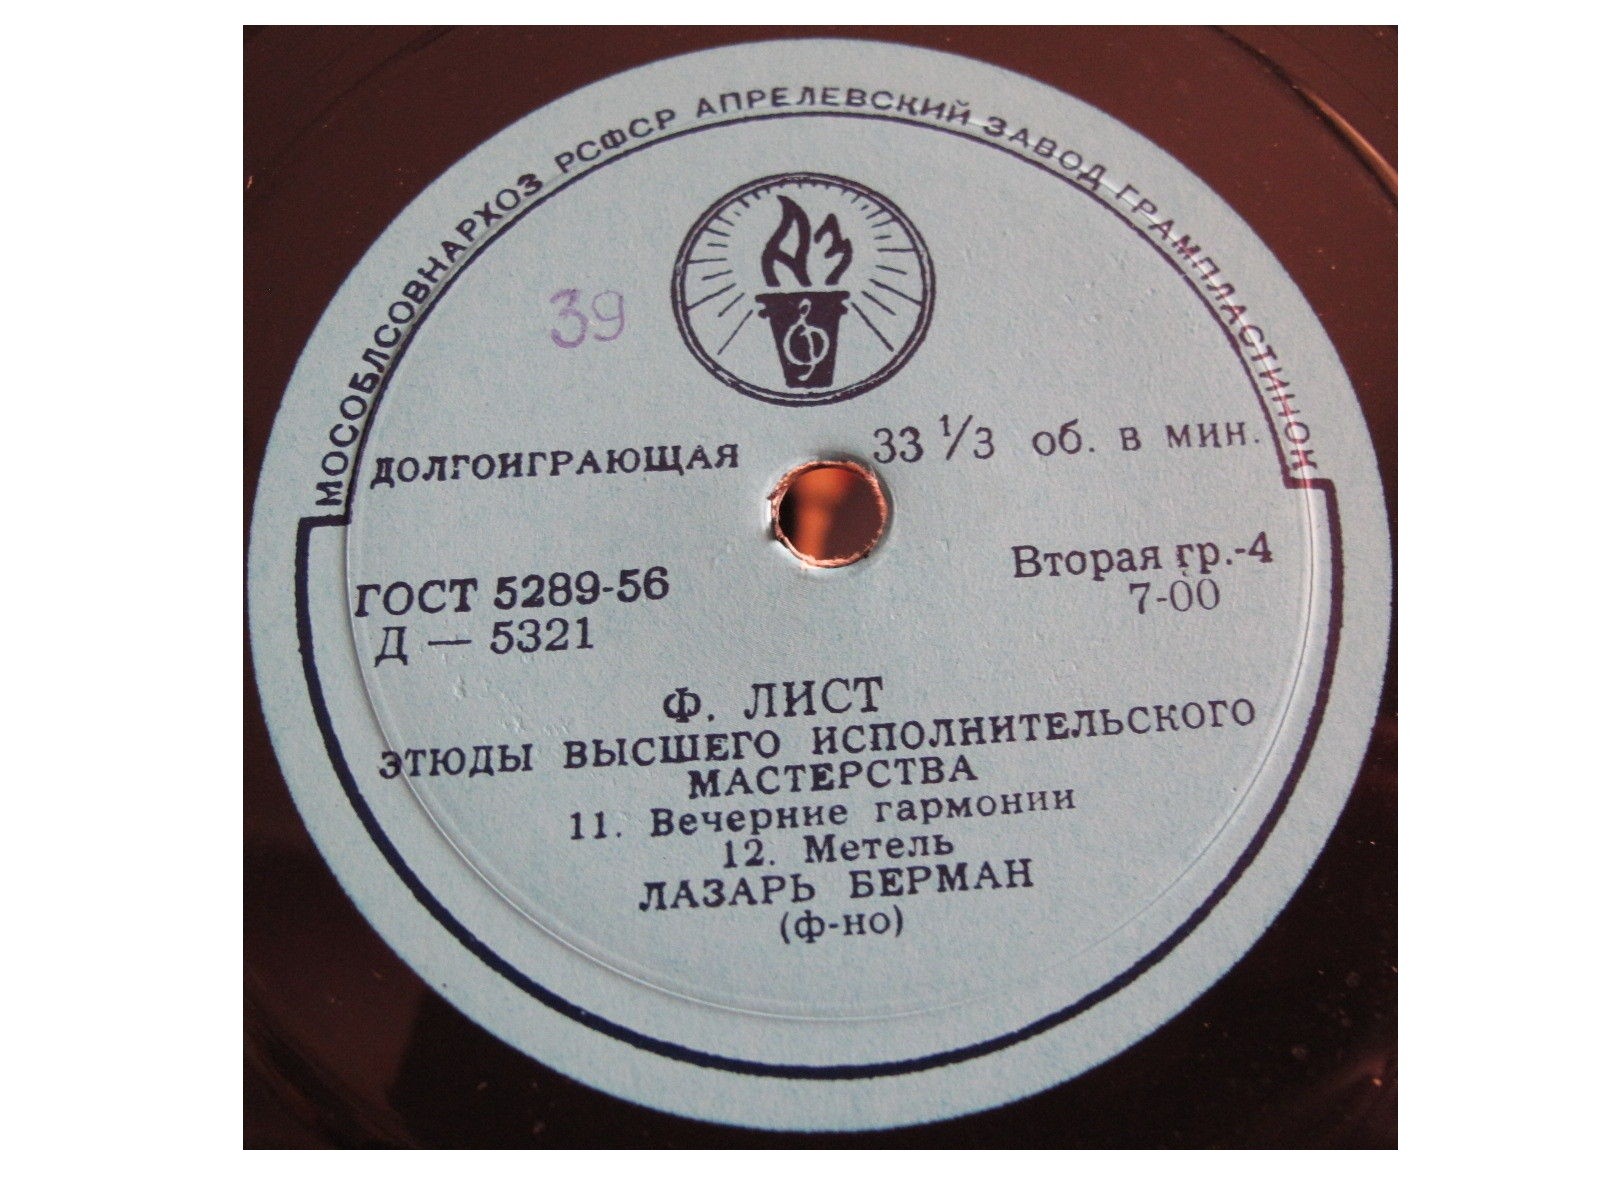 МОСОБЛСОВНАРХОЗ РСФСР АПРЕЛЕВСКИЙ ЗАВОД ГРАМПЛАСТИНОК
АЗ
39
ДОЛГОИГРАЮЩАЯ 33 1/3 об. в мин.
ГОСТ 5289-56 Вторая гр.-4
Д — 5321 7-00
Ф. ЛИСТ
ЭТЮДЫ ВЫСШЕГО ИСПОЛНИТЕЛЬСКОГО
МАСТЕРСТВА
11. Вечерние гармонии
12. Метель
ЛАЗАРЬ БЕРМАН
(ф-но)